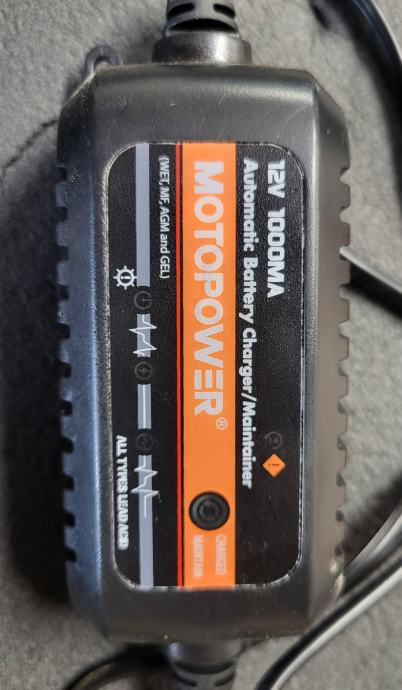 12V 1000MA
Automatic Battery Charger/Maintainer
MOTOPOWER®
CHARGED
MAINTAIN
(WET, MF, AGM and GEL)
ALL TYPES LEAD ACID